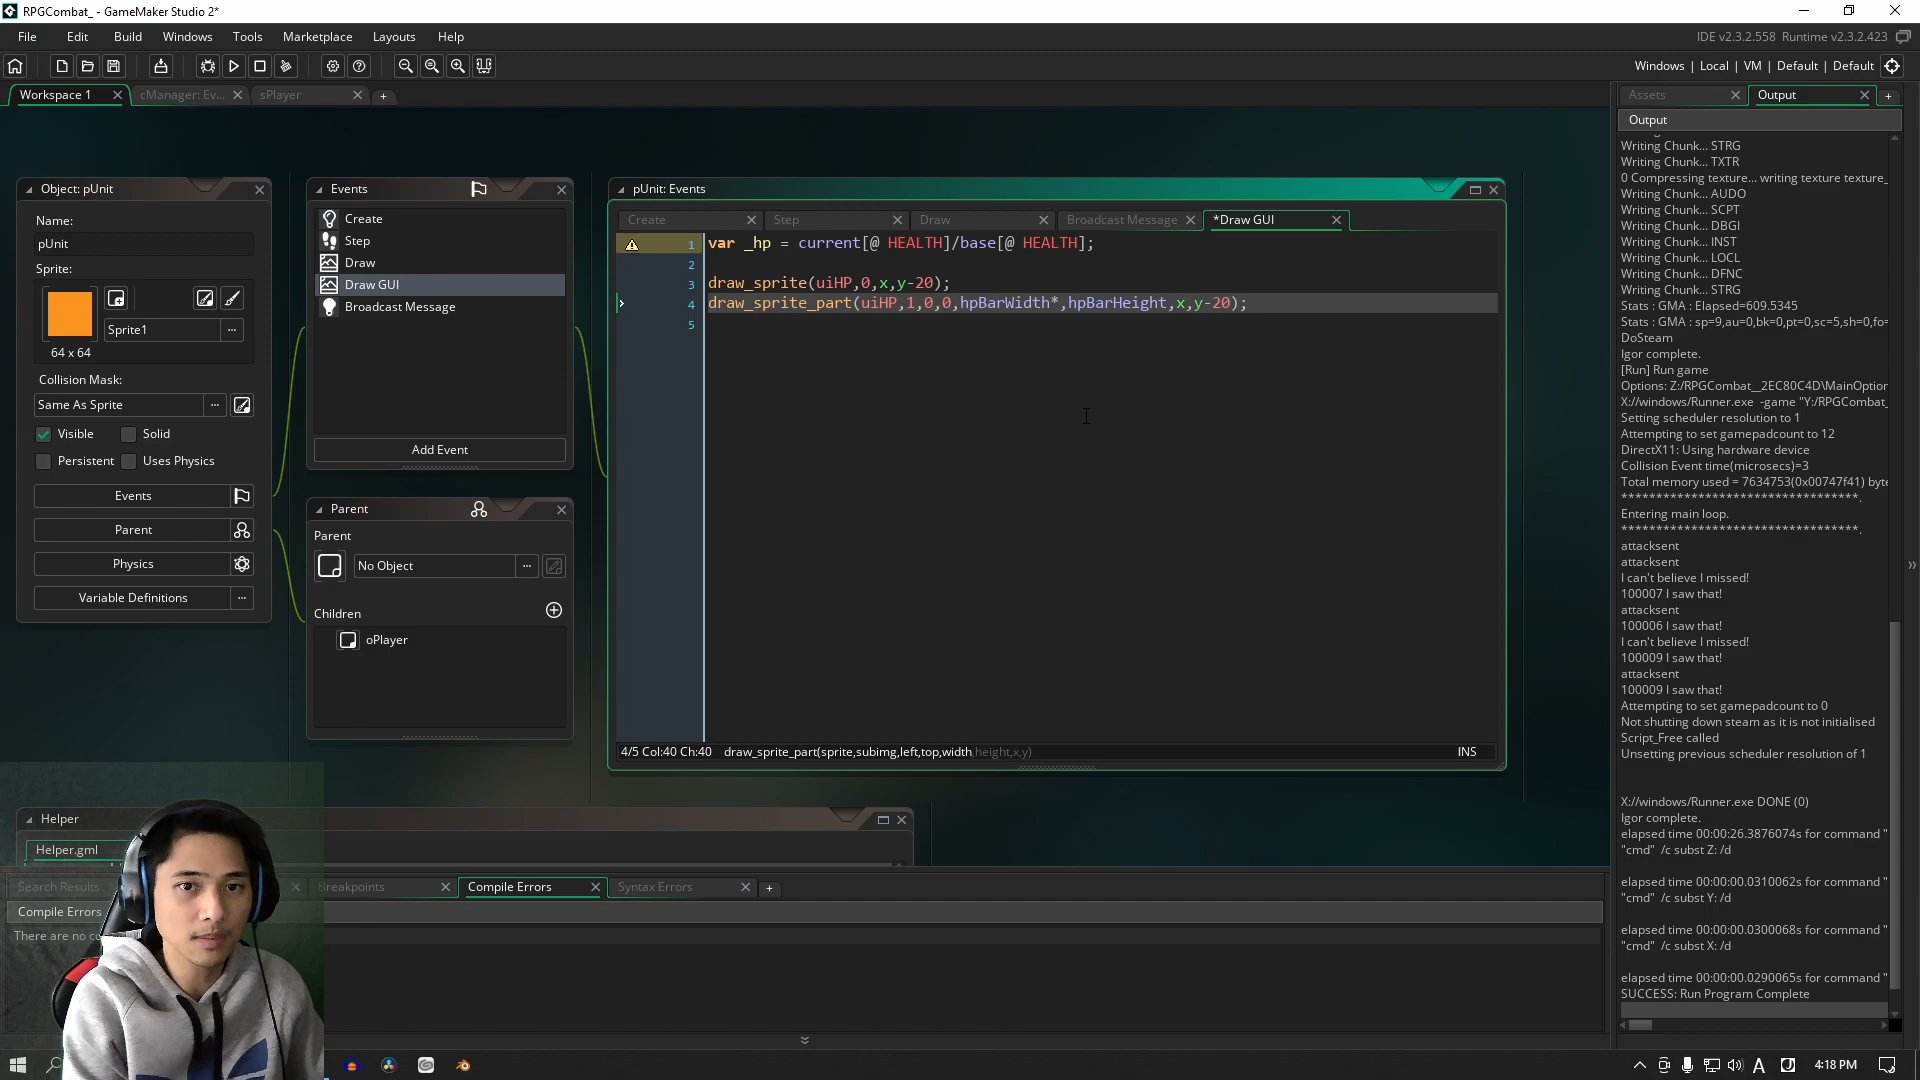 RPGCombat_ - GameMaker Studio 2*
File Edit Build Windows Tools Marketplace Layouts Help
IDE v2.3.2.558 Runtime v2.3.2.423
Windows | Local | VM | Default | Default
Workspace 1 cManager: Ev... sPlayer
Assets Output
Output
Object: pUnit
Name:
pUnit
Sprite:
Sprite1
64 x 64
Collision Mask:
Same As Sprite
Visible Solid
Persistent Uses Physics
Events
Parent
Physics
Variable Definitions
Events
Create
Step
Draw
Draw GUI
Broadcast Message
Add Event
Parent
Parent
No Object
Children
oPlayer
pUnit: Events
Create Step Draw Broadcast Message *Draw GUI
1 var _hp = current[@ HEALTH]/base[@ HEALTH];
2
3 draw_sprite(uiHP,0,x,y-20);
4 draw_sprite_part(uiHP,1,0,0,hpBarWidth*,hpBarHeight,x,y-20);
5
4/5 Col:40 Ch:40 draw_sprite_part(sprite,subimg,left,top,width,height,x,y) INS
Helper
Helper.gml
Search Results Breakpoints Compile Errors Syntax Errors
Compile Errors
There are no
Writing Chunk... STRG
Writing Chunk... TXTR
0 Compressing texture... writing texture texture_
Writing Chunk... AUDO
Writing Chunk... SCPT
Writing Chunk... DBGI
Writing Chunk... INST
Writing Chunk... LOCL
Writing Chunk... DFNC
Writing Chunk... STRG
Stats : GMA : Elapsed=609.5345
Stats : GMA : sp=9,au=0,bk=0,pt=0,sc=5,sh=0,fo=
DoSteam
Igor complete.
[Run] Run game
Options: Z:/RPGCombat__2EC80C4D\MainOption
X://windows/Runner.exe -game "Y:/RPGCombat_
Setting scheduler resolution to 1
Attempting to set gamepadcount to 12
DirectX11: Using hardware device
Collision Event time(microsecs)=3
Total memory used = 7634753(0x00747f41) byte
**********************************.
Entering main loop.
**********************************.
attacksent
attacksent
I can't believe I missed!
100007 I saw that!
attacksent
100006 I saw that!
I can't believe I missed!
100009 I saw that!
attacksent
100009 I saw that!
Attempting to set gamepadcount to 0
Not shutting down steam as it is not initialised
Script_Free called
Unsetting previous scheduler resolution of 1
X://windows/Runner.exe DONE (0)
Igor complete.
elapsed time 00:00:26.3876074s for command "
"cmd" /c subst Z: /d
elapsed time 00:00:00.0310062s for command "
"cmd" /c subst Y: /d
elapsed time 00:00:00.0300068s for command "
"cmd" /c subst X: /d
elapsed time 00:00:00.0290065s for command "
SUCCESS: Run Program Complete
A 4:18 PM